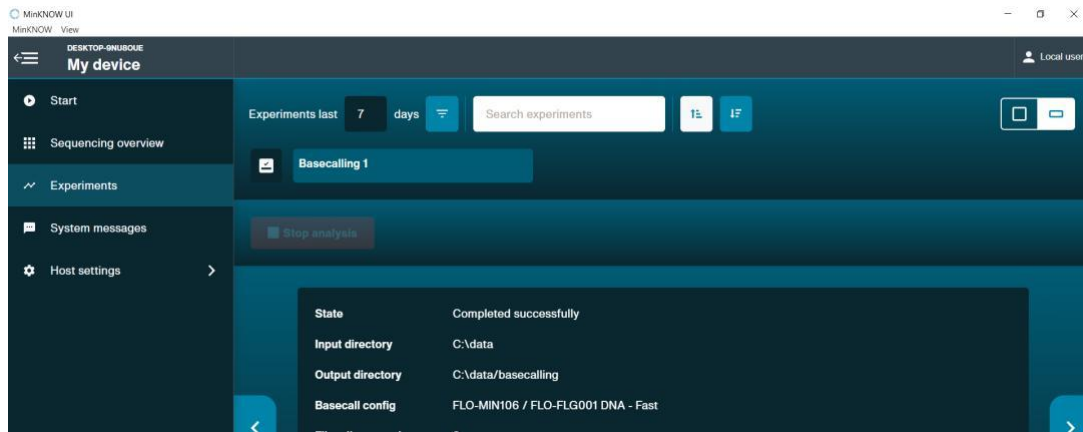 MinKNOW UI
MinKNOW View
DESKTOP-9NU8OUE
My device
Local user
Start
Sequencing overview
Experiments
System messages
Host settings
Experiments last 7 days Search experiments
Basecalling 1
Stop analysis
State Completed successfully
Input directory C:\data
Output directory C:\data/basecalling
Basecall config FLO-MIN106 / FLO-FLG001 DNA - Fast